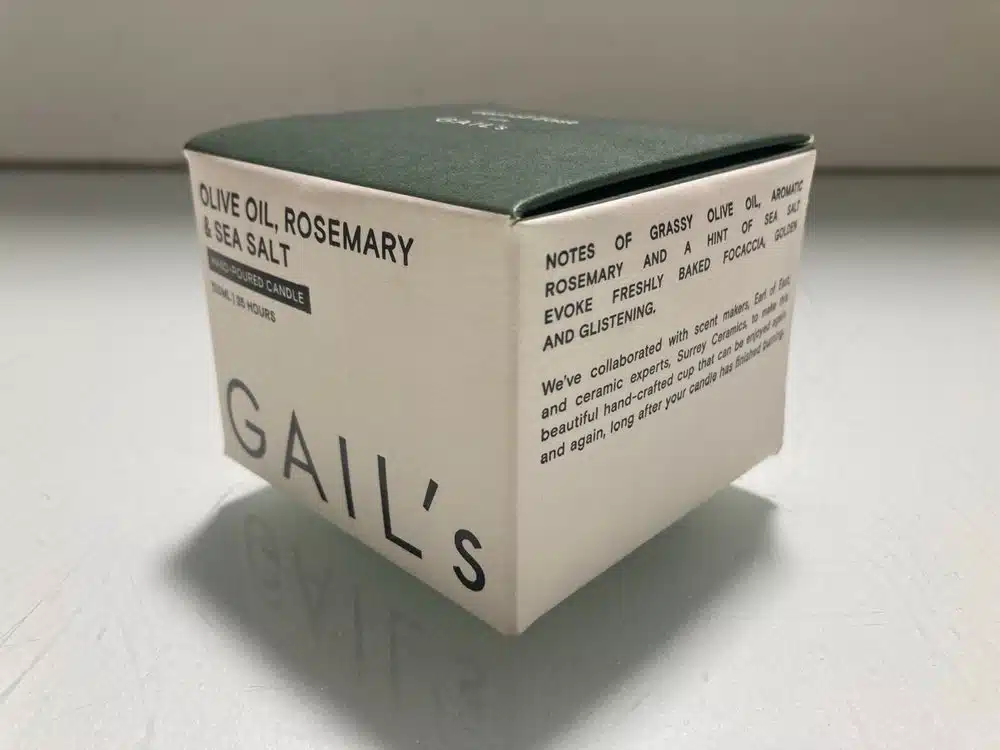 GAIL's
OLIVE OIL, ROSEMARY
& SEA SALT
HAND-POURED CANDLE
35 HOURS
GAIL's
NOTES OF GRASSY OLIVE OIL, AROMATIC
ROSEMARY AND A HINT OF SEA SALT
EVOKE FRESHLY BAKED FOCACCIA, GOLDEN
AND GLISTENING.
We've collaborated with scent makers, Earl of East,
and ceramic experts, Surrey Ceramics, to make this
beautiful hand-crafted cup that can be enjoyed again
and again, long after your candle has finished burning.